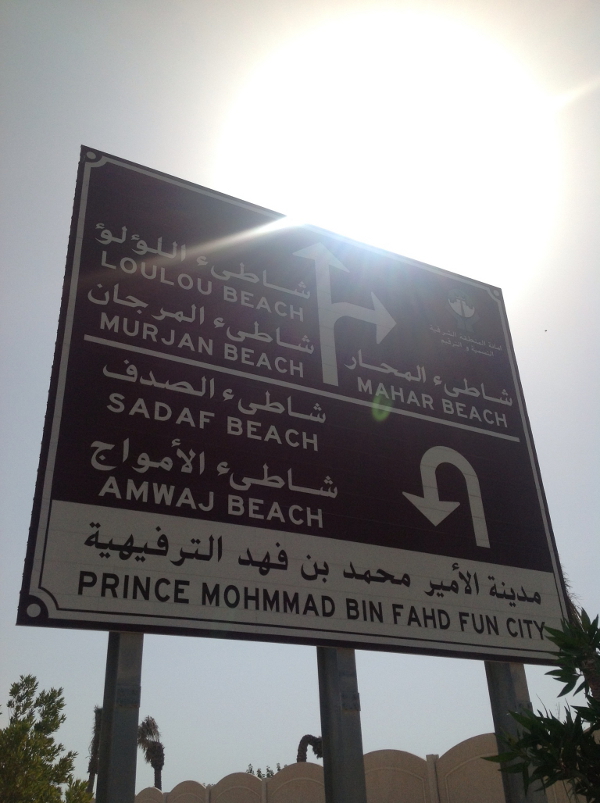 شاطىء اللؤلؤ
LOULOU BEACH
شاطىء المرجان
MURJAN BEACH
شاطىء المحار
MAHAR BEACH
شاطىء الصدف
SADAF BEACH
شاطىء الأمواج
AMWAJ BEACH
مدينة الأمير محمد بن فهد الترفيهية
PRINCE MOHMMAD BIN FAHD FUN CITY